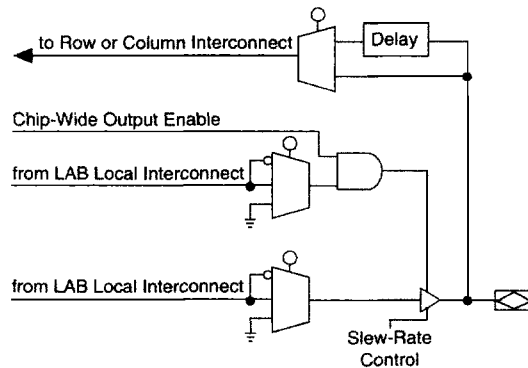 to Row or Column Interconnect
Delay
Chip-Wide Output Enable
from LAB Local Interconnect
from LAB Local Interconnect
Slew-Rate
Control